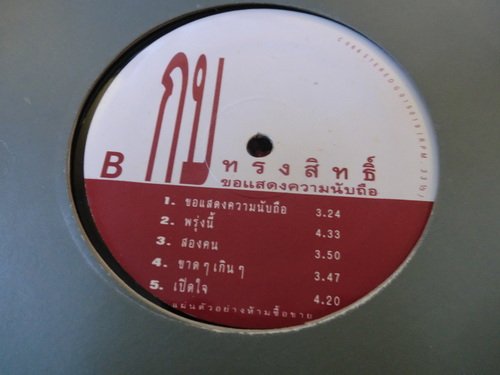 กบ
ทรงสิทธิ์
ขอแสดงความนับถือ
B
1. ขอแสดงความนับถือ 3.24
2. พรุ่งนี้ 4.33
3. สองคน 3.50
4. ขาดๆเกินๆ 3.47
5. เปิดใจ 4.20
แผ่นตัวอย่างห้ามซื้อขาย